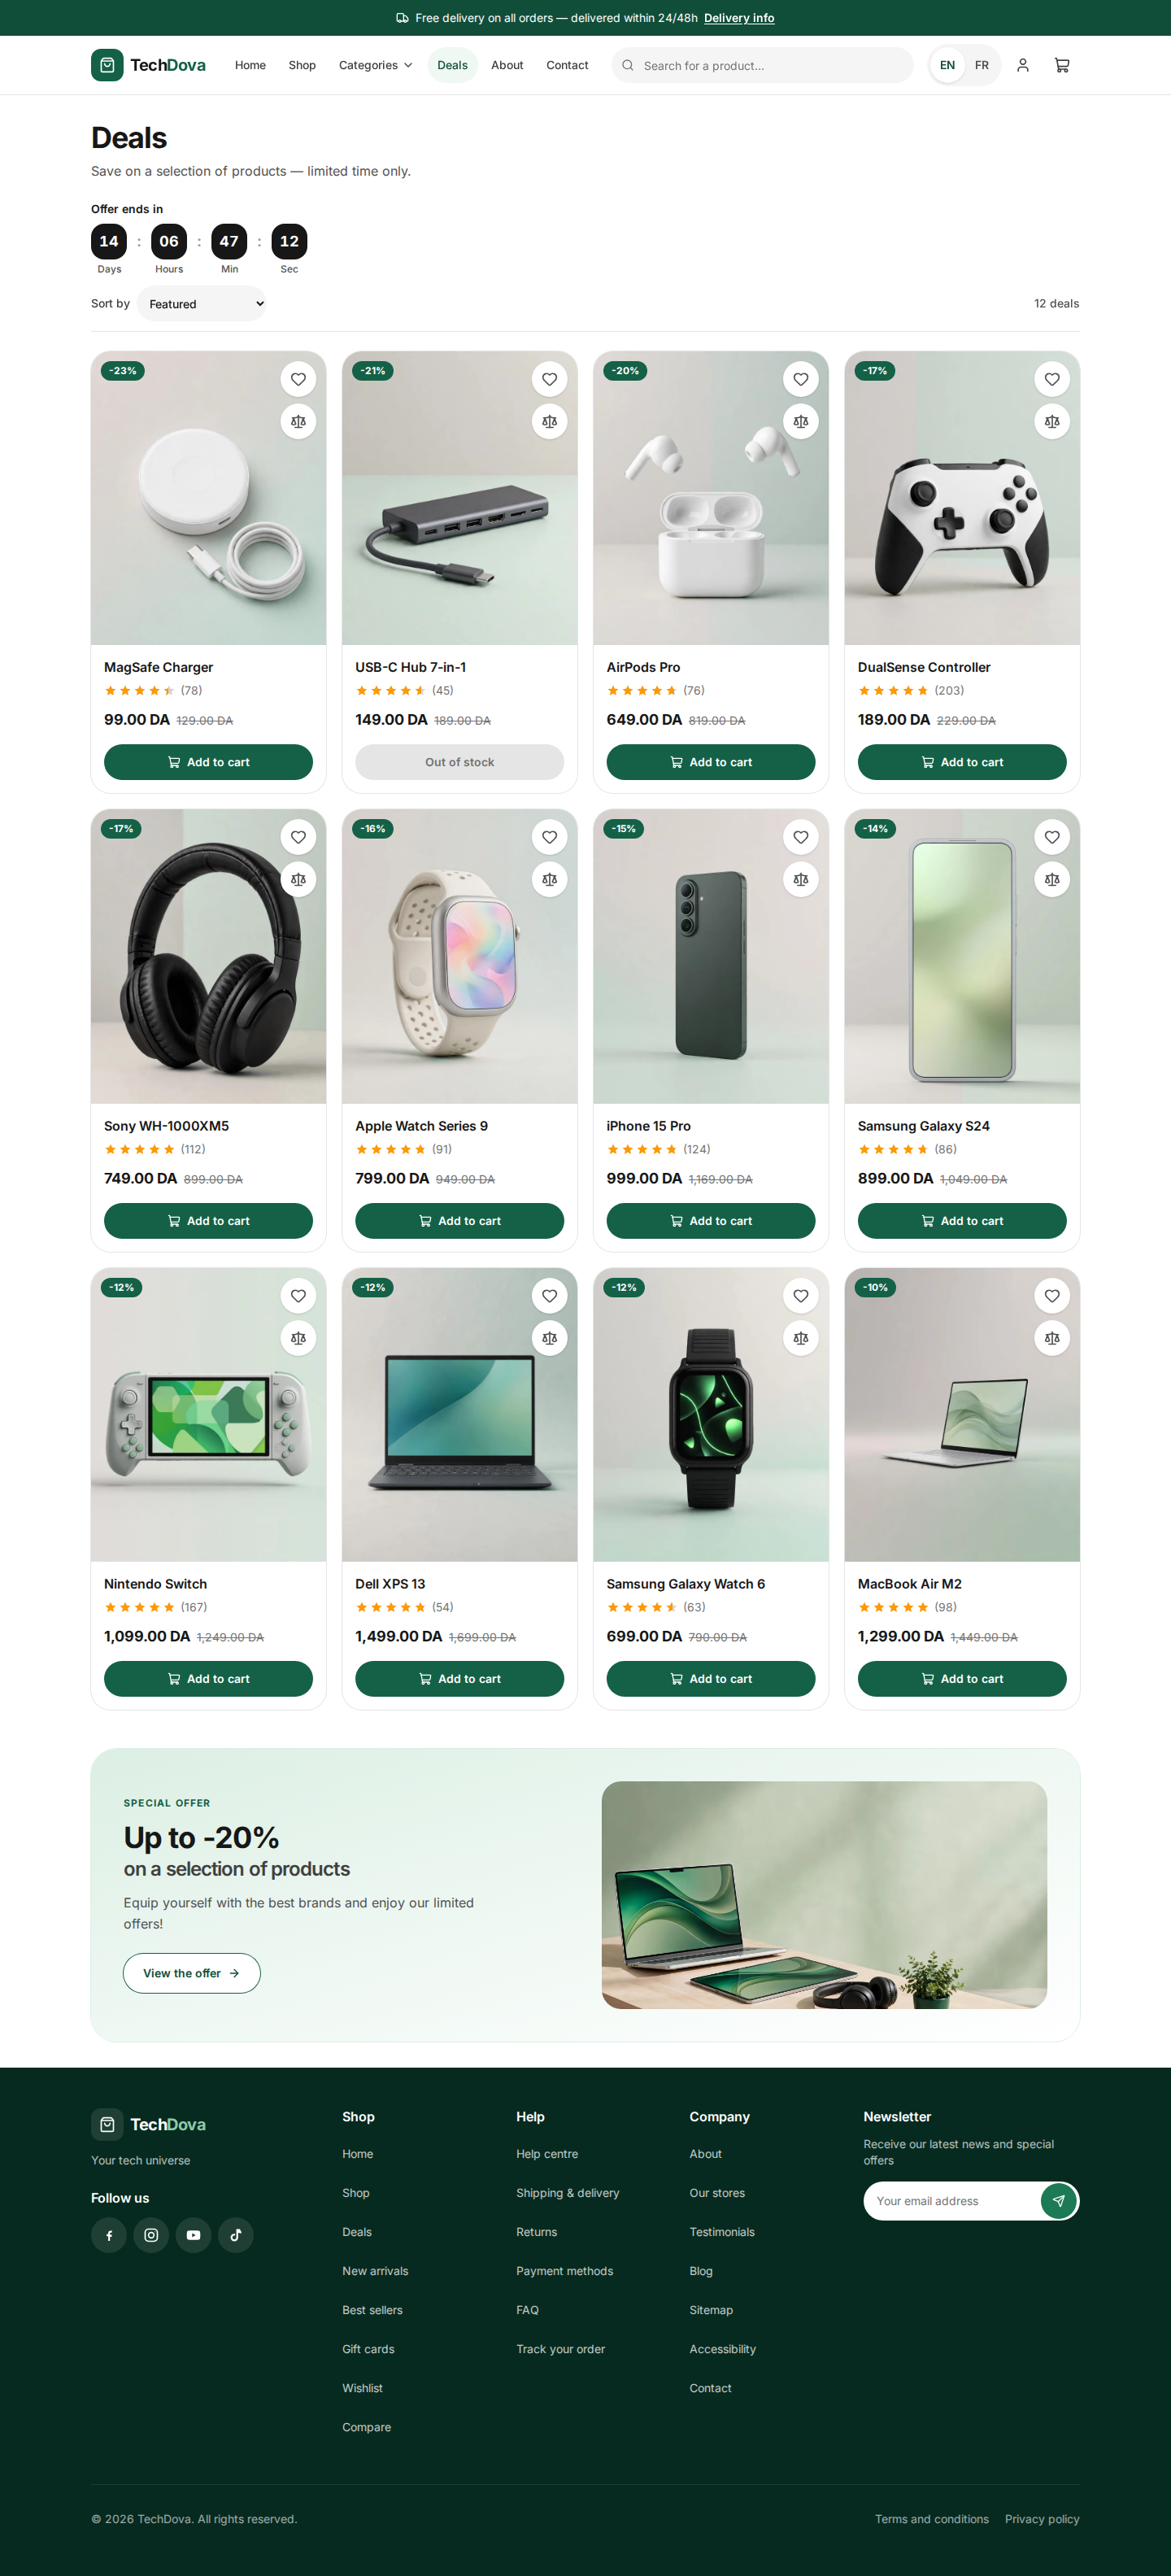 Free delivery on all orders — delivered within 24/48h Delivery info
TechDova Home Shop Categories Deals About Contact Search for a product... EN FR
Deals
Save on a selection of products — limited time only.
Offer ends in
14 : 06 : 47 : 12
Days Hours Min Sec
Sort by Featured 12 deals
-23% -21% -20% -17%
MagSafe Charger USB-C Hub 7-in-1 AirPods Pro DualSense Controller
(78) (45) (76) (203)
99.00 DA 129.00 DA 149.00 DA 189.00 DA 649.00 DA 819.00 DA 189.00 DA 229.00 DA
Add to cart Out of stock Add to cart Add to cart
-17% -16% -15% -14%
Sony WH-1000XM5 Apple Watch Series 9 iPhone 15 Pro Samsung Galaxy S24
(112) (91) (124) (86)
749.00 DA 899.00 DA 799.00 DA 949.00 DA 999.00 DA 1,169.00 DA 899.00 DA 1,049.00 DA
Add to cart Add to cart Add to cart Add to cart
-12% -12% -12% -10%
Nintendo Switch Dell XPS 13 Samsung Galaxy Watch 6 MacBook Air M2
(167) (54) (63) (98)
1,099.00 DA 1,249.00 DA 1,499.00 DA 1,699.00 DA 699.00 DA 790.00 DA 1,299.00 DA 1,449.00 DA
Add to cart Add to cart Add to cart Add to cart
SPECIAL OFFER
Up to -20%
on a selection of products
Equip yourself with the best brands and enjoy our limited
offers!
View the offer
TechDova
Your tech universe
Follow us
Shop
Home
Shop
Deals
New arrivals
Best sellers
Gift cards
Wishlist
Compare
Help
Help centre
Shipping & delivery
Returns
Payment methods
FAQ
Track your order
Company
About
Our stores
Testimonials
Blog
Sitemap
Accessibility
Contact
Newsletter
Receive our latest news and special
offers
Your email address
© 2026 TechDova. All rights reserved. Terms and conditions Privacy policy